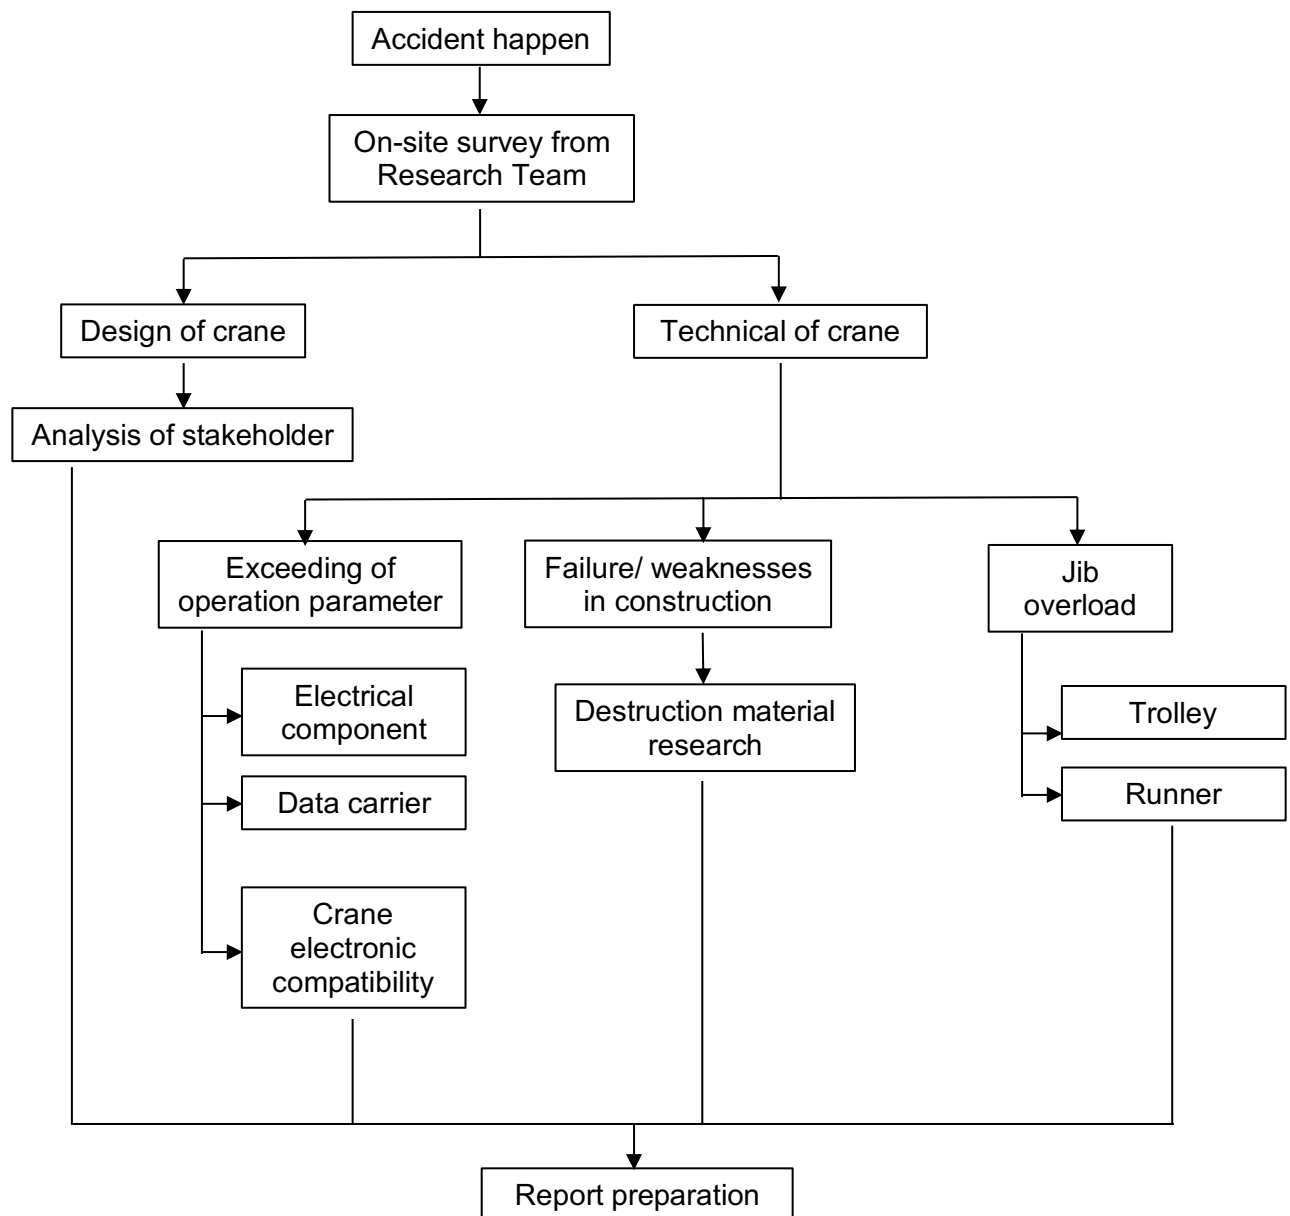 Accident happen
On-site survey from
Research Team
Design of crane
Technical of crane
Analysis of stakeholder
Exceeding of
operation parameter
Failure/ weaknesses
in construction
Jib
overload
Electrical
component
Destruction material
research
Trolley
Data carrier
Runner
Crane
electronic
compatibility
Report preparation